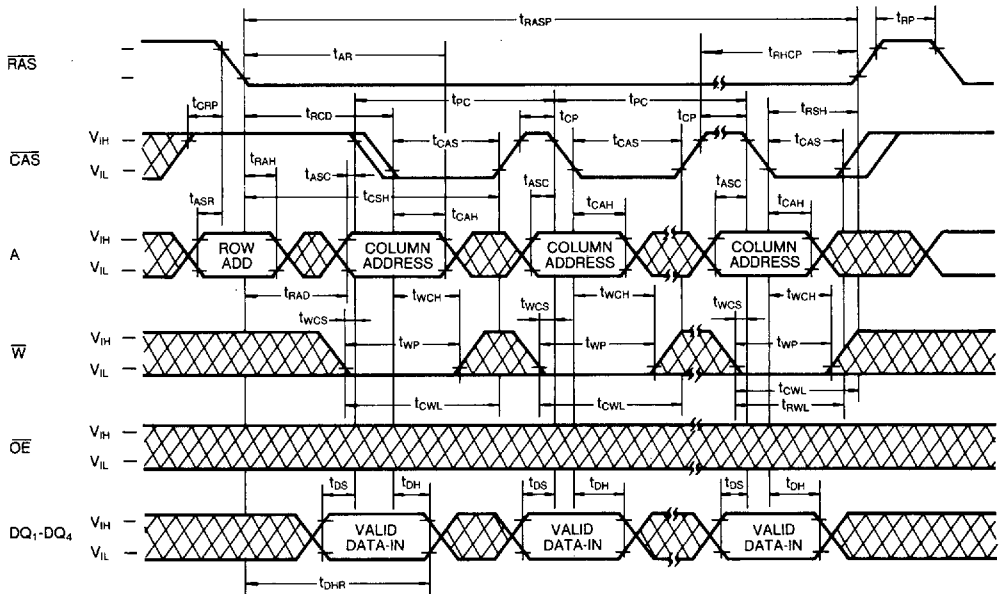 tRASP
tRP
RAS
tAR
tRHCP
tCRP
tRCD
tPC
tPC
tCP
tCP
tRSH
CAS
VIH
VIL
tCAS
tCAS
tCAS
tRAH
tASC
tCSH
tASC
tASC
tASR
tCAH
tCAH
tCAH
A
VIH
VIL
ROW ADD
COLUMN ADDRESS
COLUMN ADDRESS
COLUMN ADDRESS
tRAD
tWCH
tWCH
tWCH
tWCS
tWCS
tWCS
W
VIH
VIL
tWP
tWP
tWP
tCWL
tCWL
tCWL
tRWL
OE
VIH
VIL
tDS
tDH
tDS
tDH
tDS
tDH
DQ1-DQ4
VIH
VIL
VALID DATA-IN
VALID DATA-IN
VALID DATA-IN
tDHR